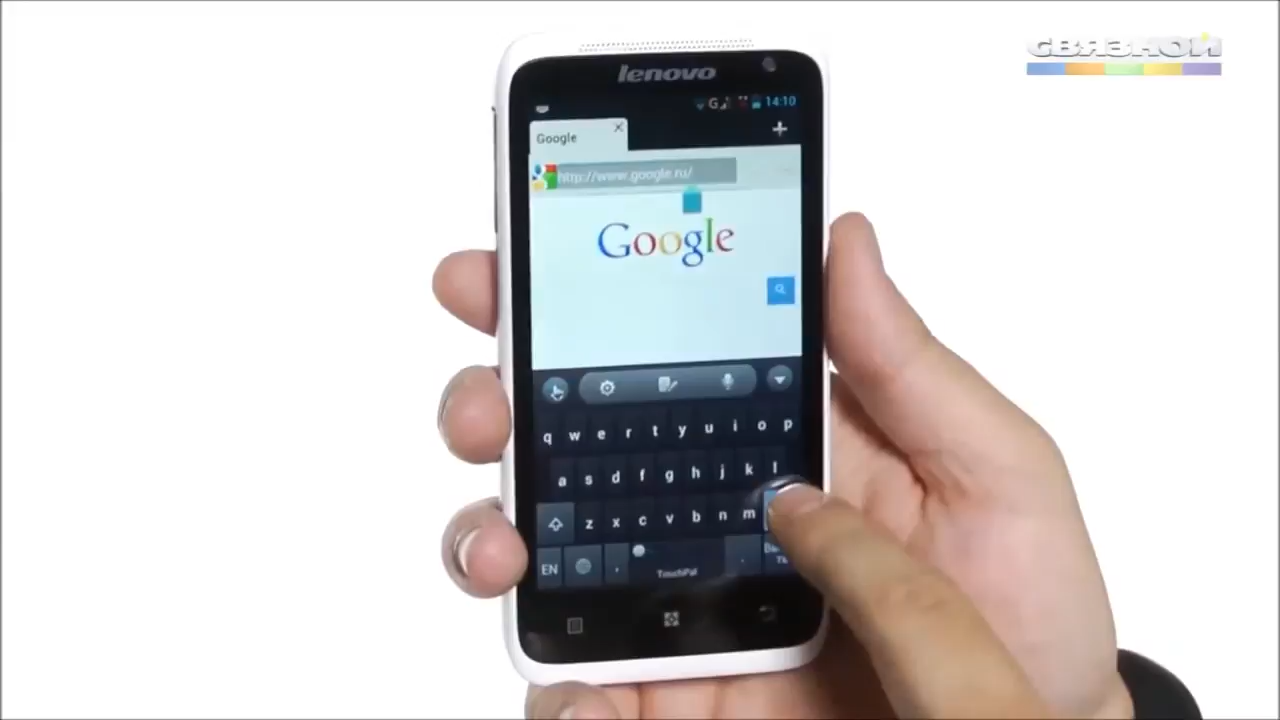 связной
lenovo
G 14:10
Google
http://www.google.ru/
Google
q w e r t y u i o p
a s d f g h j k l
z x c v b n m
EN , .
TouchPal